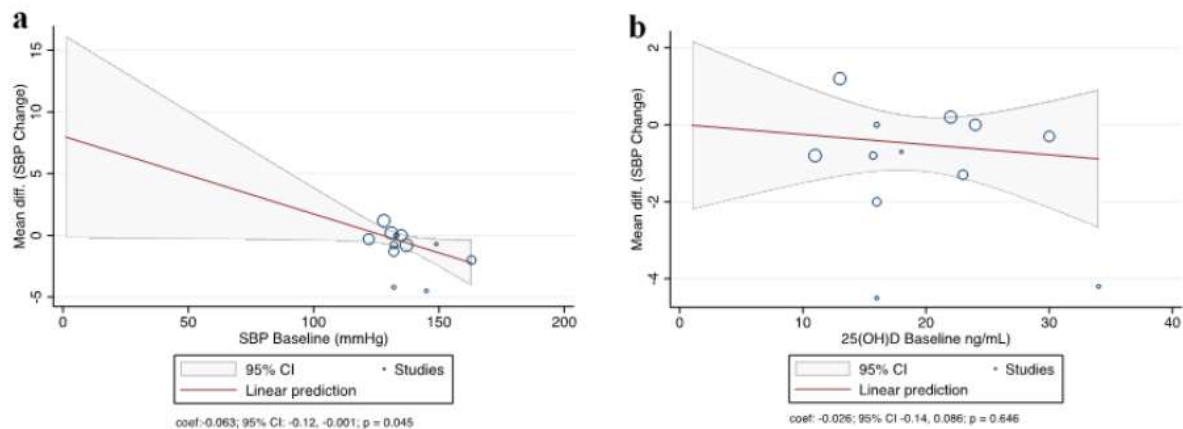 a
15
10
5
0
-5
Mean diff. (SBP Change)
0 50 100 150 200
SBP Baseline (mmHg)
95% CI
Studies
Linear prediction
coef:-0.063; 95% CI: -0.12, -0.001; p = 0.045
b
2
0
-2
-4
Mean diff. (SBP Change)
0 10 20 30 40
25(OH)D Baseline ng/mL)
95% CI
Studies
Linear prediction
coef: -0.026; 95% CI -0.14, 0.086; p = 0.646